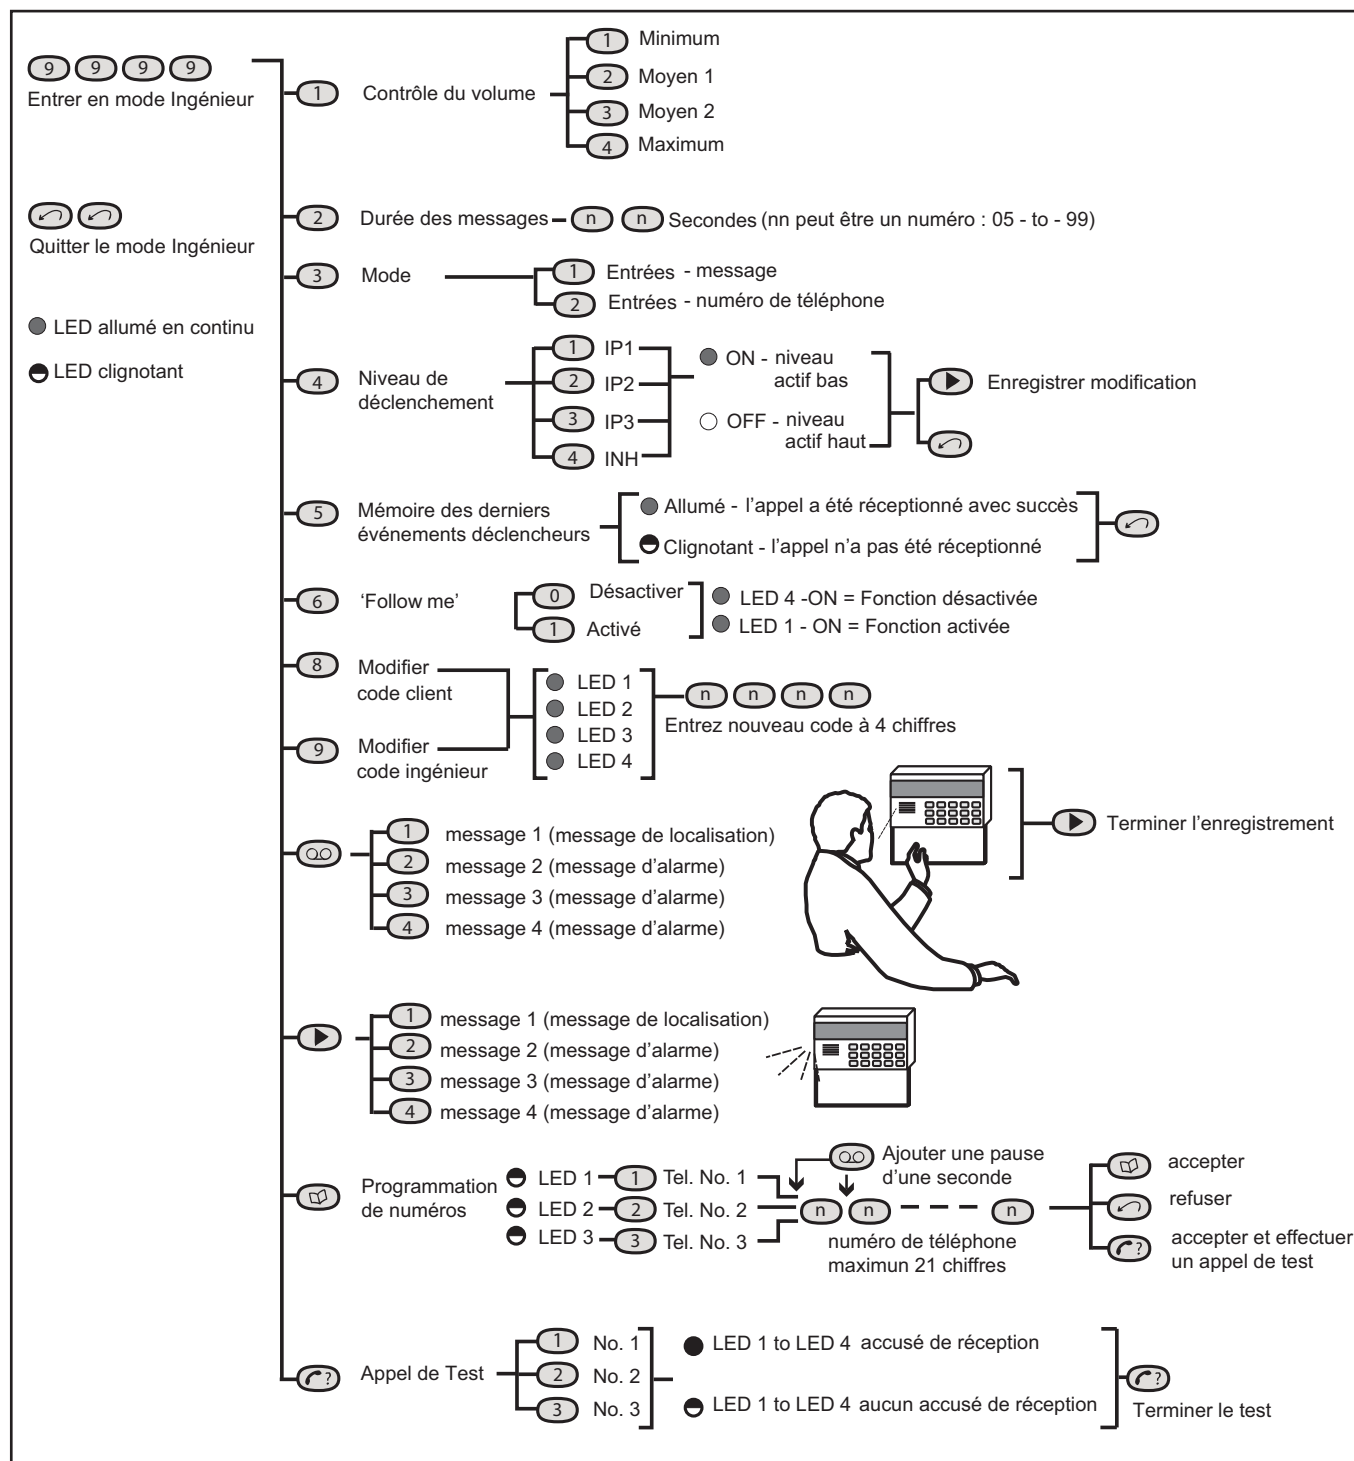 9 9 9 9
Entrer en mode Ingénieur
Quitter le mode Ingénieur
LED allumé en continu
LED clignotant
1 Contrôle du volume
1 Minimum
2 Moyen 1
3 Moyen 2
4 Maximum
2 Durée des messages n n Secondes (nn peut être un numéro : 05 - to - 99)
3 Mode
1 Entrées - message
2 Entrées - numéro de téléphone
4 Niveau de
déclenchement
1 IP1
2 IP2
3 IP3
4 INH
ON - niveau
actif bas
OFF - niveau
actif haut
Enregistrer modification
5 Mémoire des derniers
événements déclencheurs
Allumé - l'appel a été réceptionné avec succès
Clignotant - l'appel n'a pas été réceptionné
6 'Follow me'
0 Désactiver
1 Activé
LED 4 -ON = Fonction désactivée
LED 1 - ON = Fonction activée
8 Modifier
code client
9 Modifier
code ingénieur
LED 1
LED 2
LED 3
LED 4
n n n n
Entrez nouveau code à 4 chiffres
1 message 1 (message de localisation)
2 message 2 (message d'alarme)
3 message 3 (message d'alarme)
4 message 4 (message d'alarme)
Terminer l'enregistrement
1 message 1 (message de localisation)
2 message 2 (message d'alarme)
3 message 3 (message d'alarme)
4 message 4 (message d'alarme)
Programmation
de numéros
LED 1 1 Tel. No. 1
LED 2 2 Tel. No. 2
LED 3 3 Tel. No. 3
Ajouter une pause
d'une seconde
n n n
numéro de téléphone
maximun 21 chiffres
accepter
refuser
? accepter et effectuer
un appel de test
? Appel de Test
1 No. 1
2 No. 2
3 No. 3
LED 1 to LED 4 accusé de réception
LED 1 to LED 4 aucun accusé de réception
?
Terminer le test